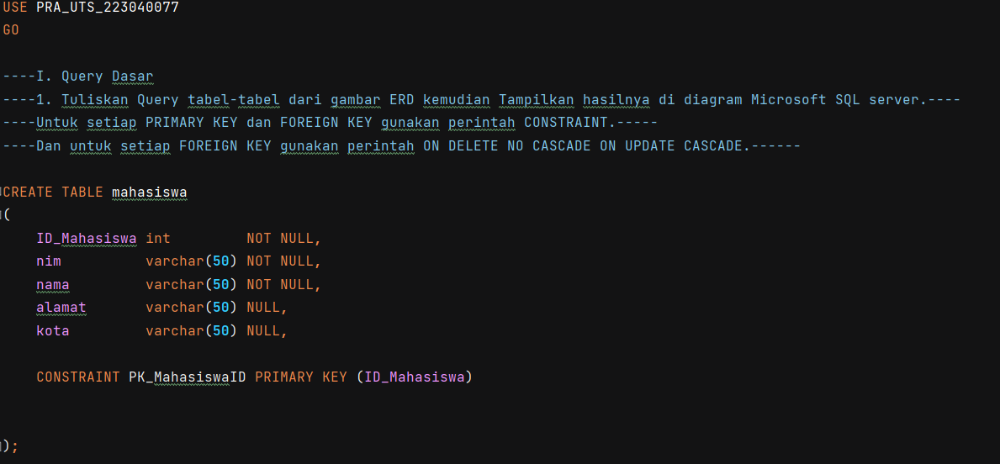 USE PRA_UTS_223040077
GO
----I. Query Dasar
----1. Tuliskan Query tabel-tabel dari gambar ERD kemudian Tampilkan hasilnya di diagram Microsoft SQL server.----
----Untuk setiap PRIMARY KEY dan FOREIGN KEY gunakan perintah CONSTRAINT.-----
----Dan untuk setiap FOREIGN KEY gunakan perintah ON DELETE NO CASCADE ON UPDATE CASCADE.------
CREATE TABLE mahasiswa
(
ID_Mahasiswa int NOT NULL,
nim varchar(50) NOT NULL,
nama varchar(50) NOT NULL,
alamat varchar(50) NULL,
kota varchar(50) NULL,
CONSTRAINT PK_MahasiswaID PRIMARY KEY (ID_Mahasiswa)
);